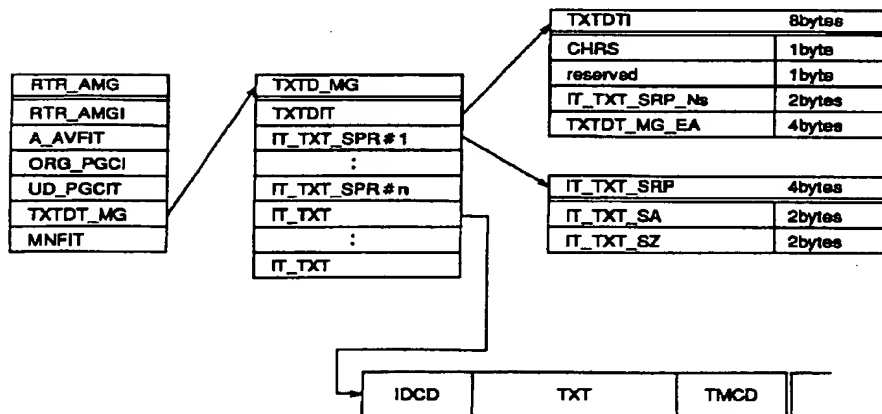 RTR_AMG
RTR_AMGI
A_AVFIT
ORG_PGCI
UD_PGCIT
TXTDT_MG
MNFIT
TXTD_MG
TXTDIT
IT_TXT_SPR#1
:
IT_TXT_SPR#n
IT_TXT
:
IT_TXT
TXTDTI 8bytes
CHRS 1byte
reserved 1byte
IT_TXT_SRP_Ns 2bytes
TXTDT_MG_EA 4bytes
IT_TXT_SRP 4bytes
IT_TXT_SA 2bytes
IT_TXT_SZ 2bytes
IDCD TXT TMCD